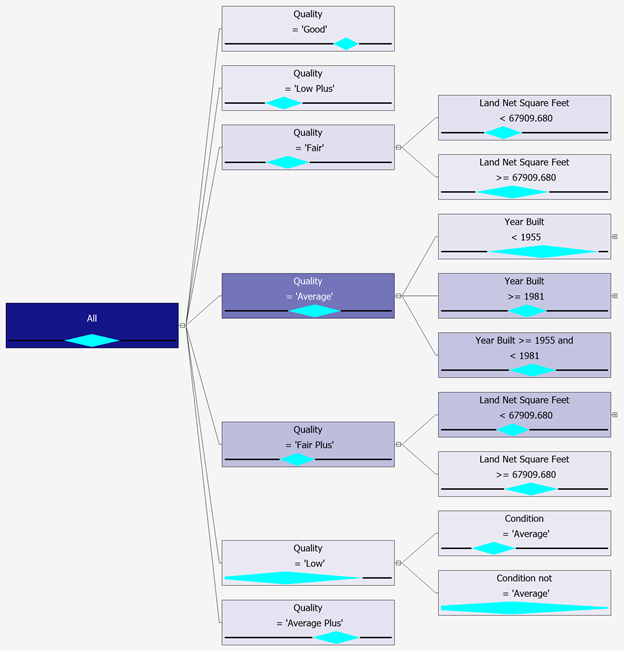 All
Quality
= 'Good'
Quality
= 'Low Plus'
Quality
= 'Fair'
Land Net Square Feet
< 67909.680
Land Net Square Feet
>= 67909.680
Quality
= 'Average'
Year Built
< 1955
Year Built
>= 1981
Year Built >= 1955 and
< 1981
Quality
= 'Fair Plus'
Land Net Square Feet
< 67909.680
Land Net Square Feet
>= 67909.680
Quality
= 'Low'
Condition
= 'Average'
Condition not
= 'Average'
Quality
= 'Average Plus'